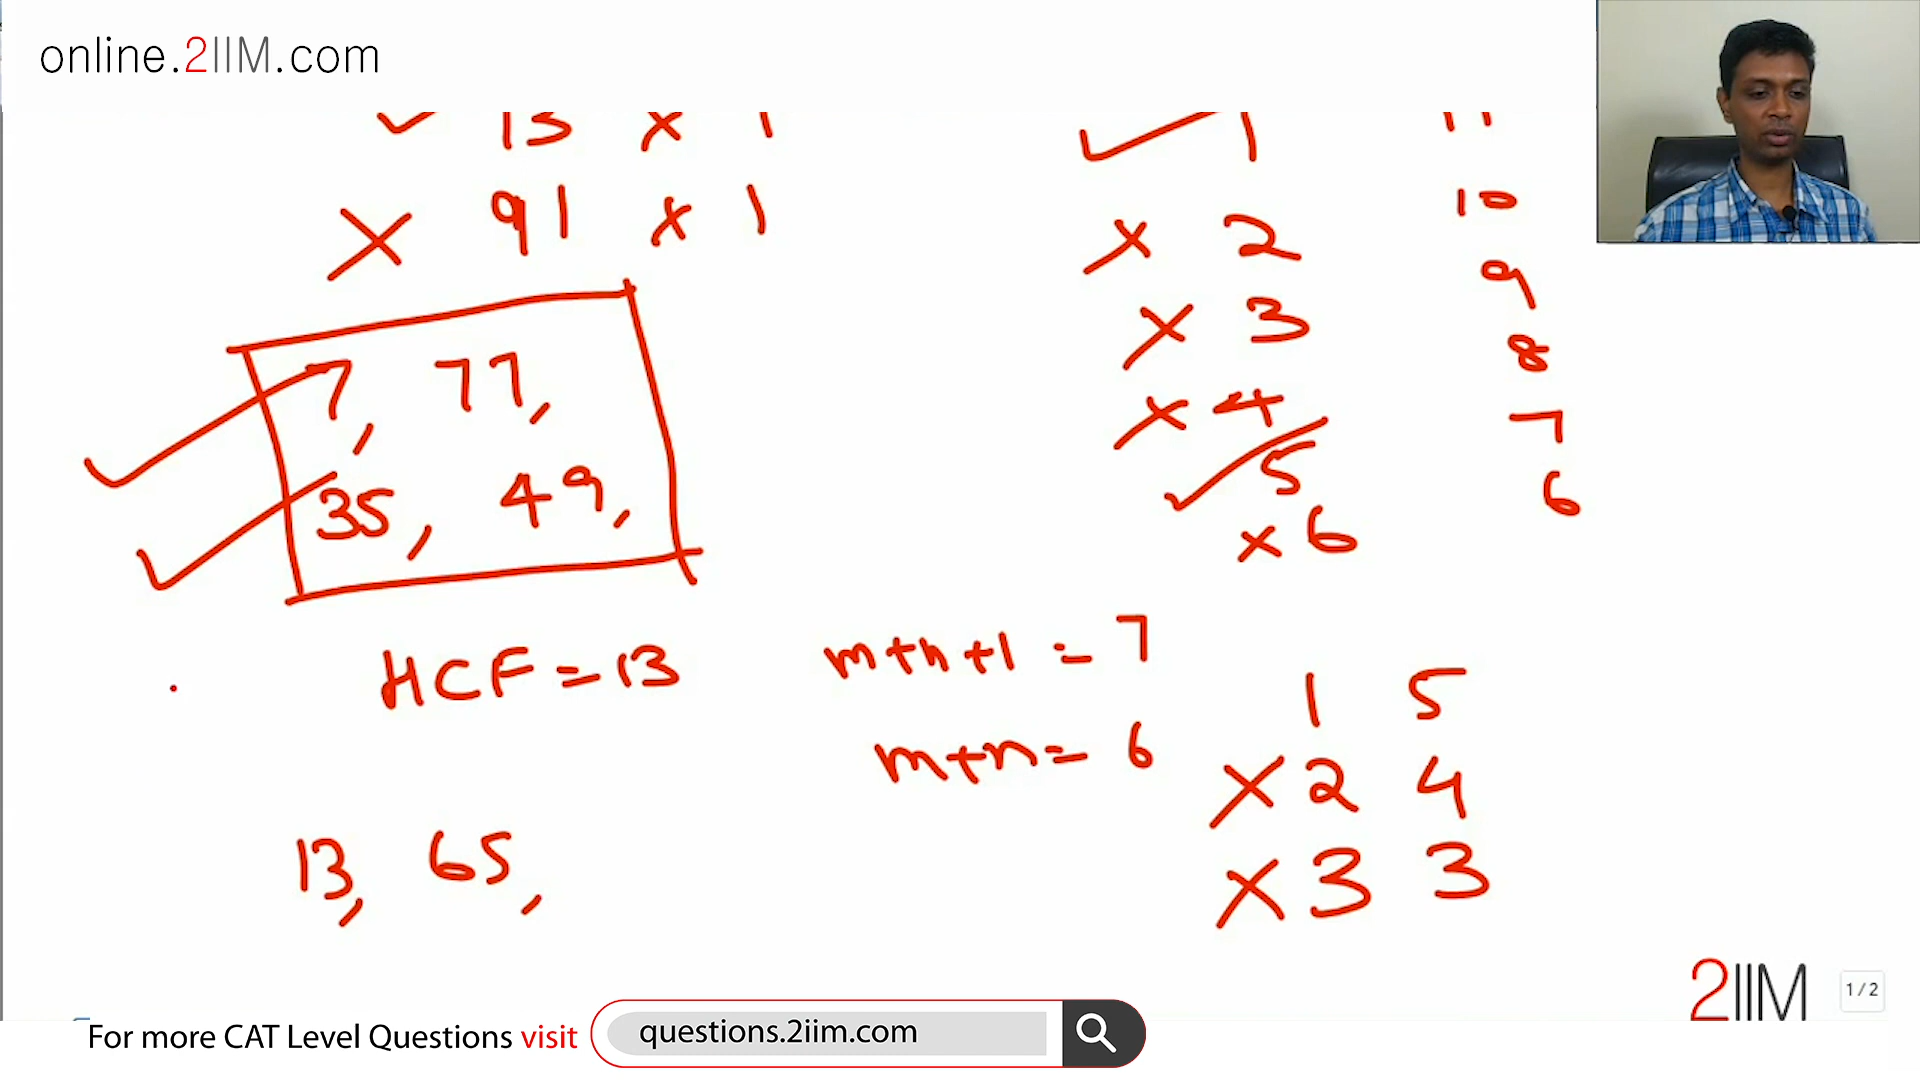 online.2IIM.com
✓ 13 x 1
x 91 x 1
7, 77,
35, 49,
✓ 1 11
x 2 10
x 3 9
x 4 8
✓ 5 7
x 6 6
HCF = 13
m+n+1 = 7
m+n = 6
1 5
x 2 4
x 3 3
13, 65,
2IIM
1 / 2
For more CAT Level Questions visit questions.2iim.com